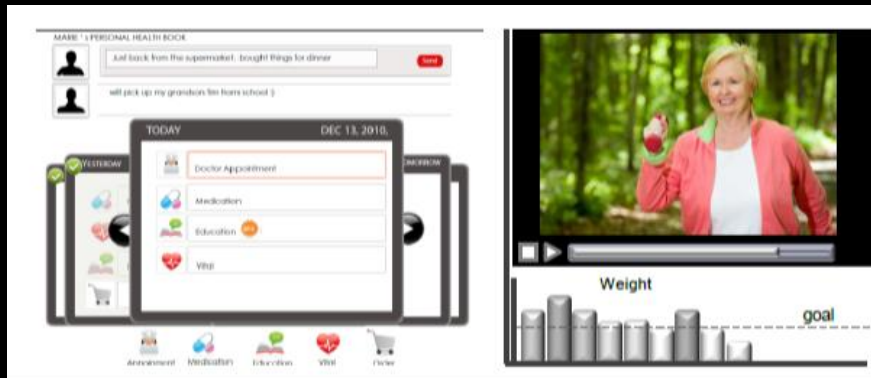 MARIE ' s PERSONAL HEALTH BOOK
Just back from the supermarket, bought things for dinner
Send
will pick up my grandson Tim from school :)
TODAY DEC 13, 2010,
YESTERDAY
OMORROW
Doctor Appointment
Medication
Education
Vital
Appointment Medication Education Vital Order
Weight
goal